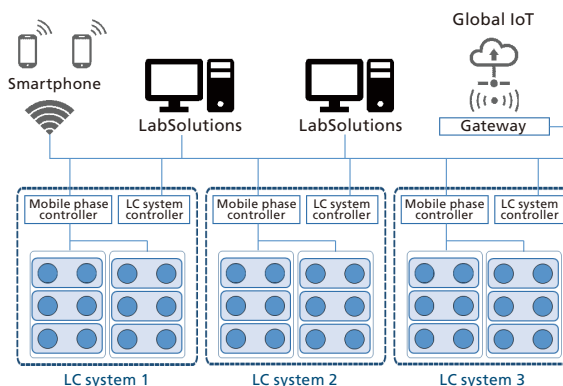 Global IoT
Smartphone
LabSolutions
LabSolutions
Gateway
Mobile phase
controller
LC system
controller
Mobile phase
controller
LC system
controller
Mobile phase
controller
LC system
controller
LC system 1
LC system 2
LC system 3